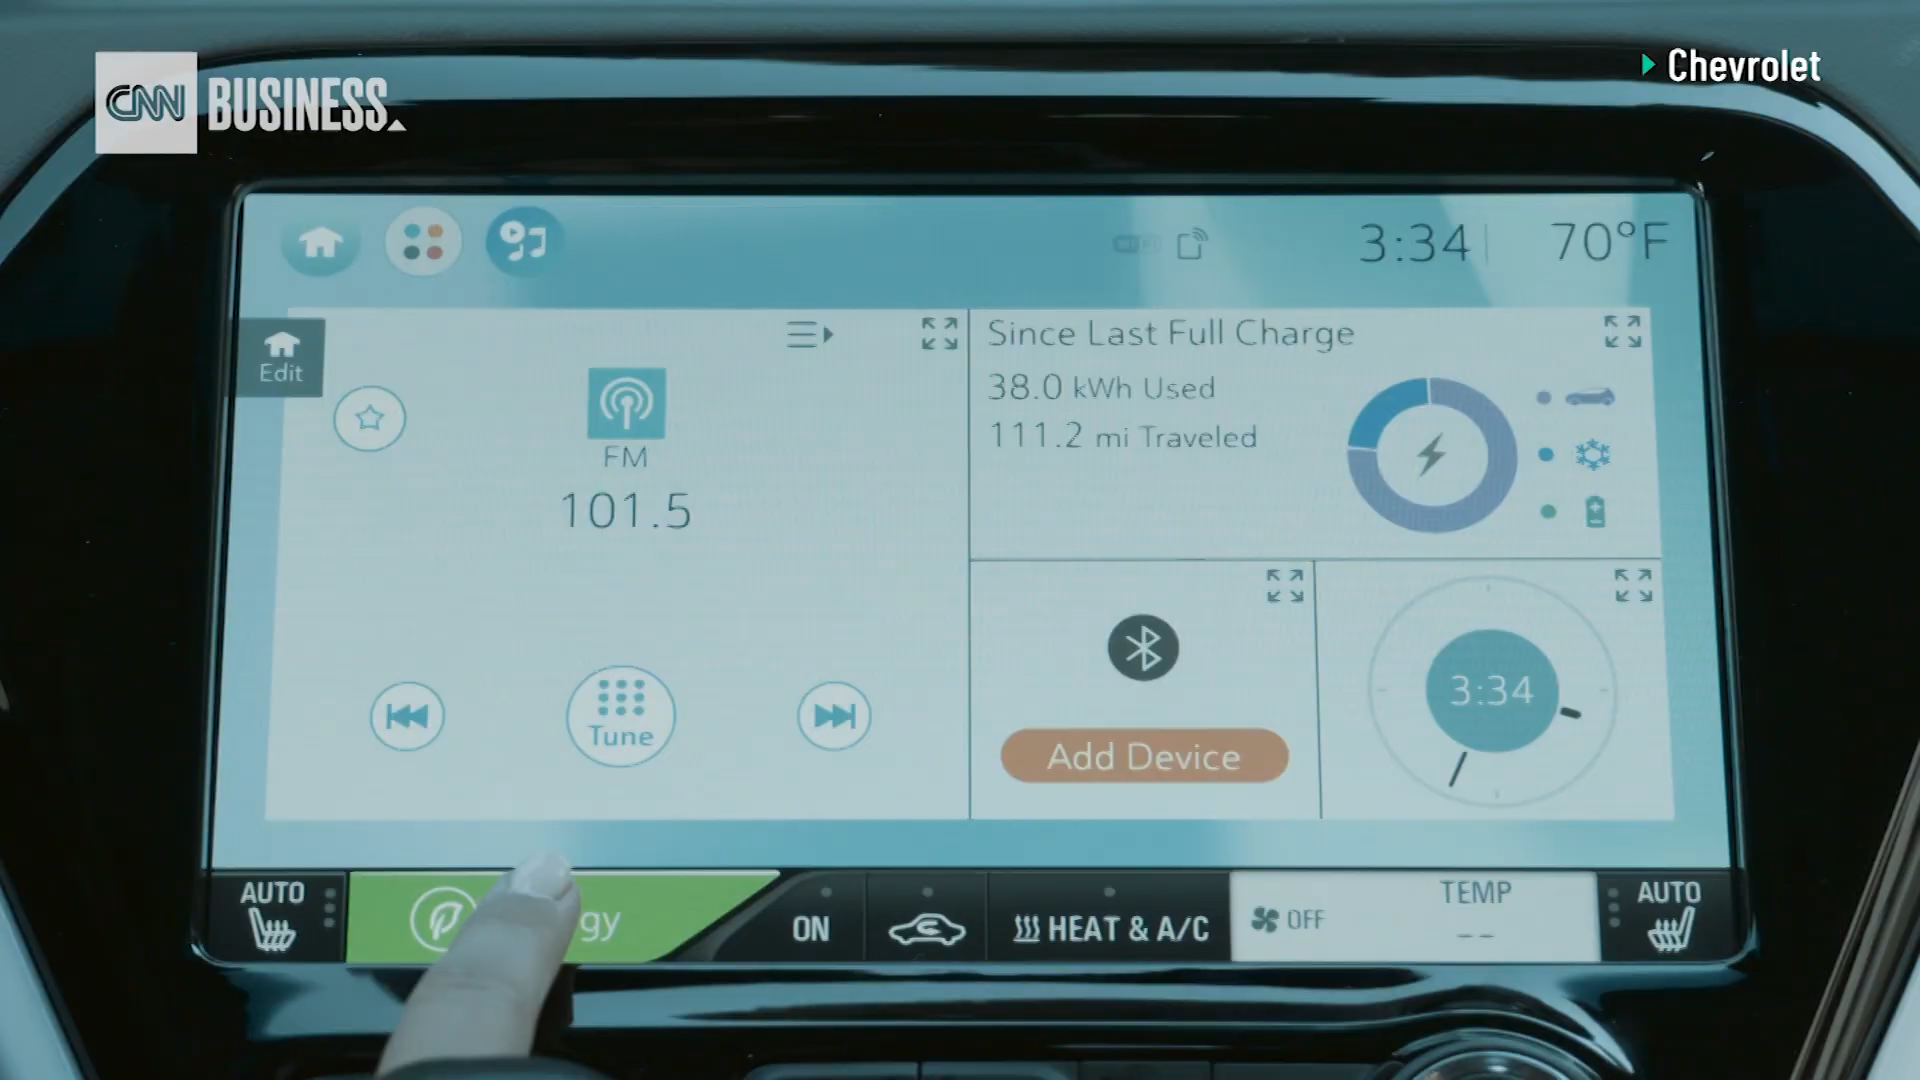 CNN BUSINESS
Chevrolet
3:34
70°F
Edit
FM
101.5
Tune
Since Last Full Charge
38.0 kWh Used
111.2 mi Traveled
Add Device
3:34
AUTO
gy
ON
HEAT & A/C
OFF
TEMP
--
AUTO